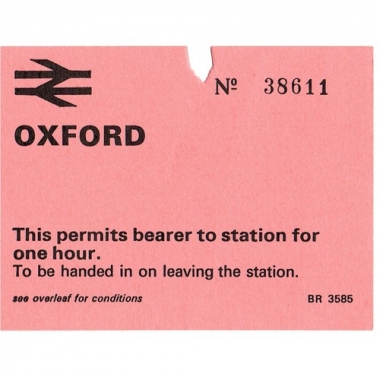 Nº 38611
OXFORD
This permits bearer to station for
one hour.
To be handed in on leaving the station.
see overleaf for conditions BR 3585